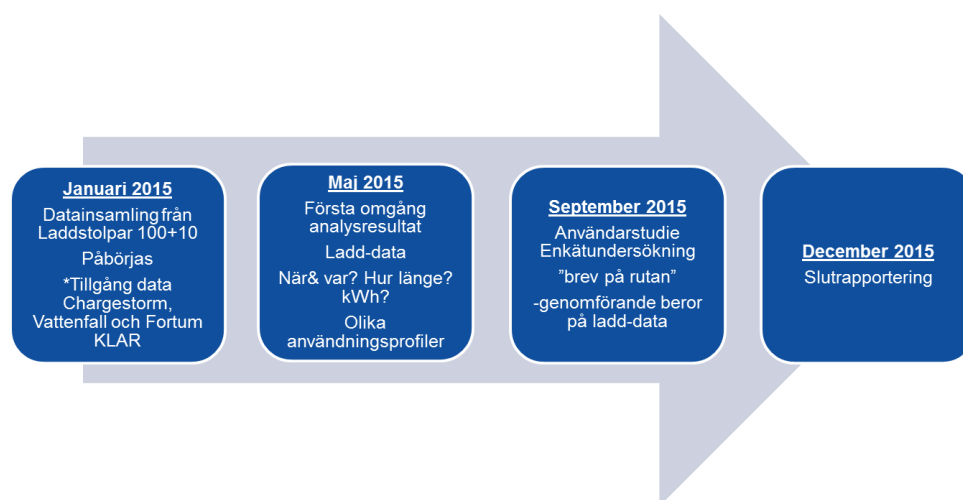 Januari 2015
Datainsamling från
Laddstolpar 100+10
Påbörjas
*Tillgång data
Chargestorm,
Vattenfall och Fortum
KLAR
Maj 2015
Första omgång
analysresultat
Ladd-data
När& var? Hur länge?
kWh?
Olika
användningsprofiler
September 2015
Användarstudie
Enkätundersökning
”brev på rutan”
-genomförande beror
på ladd-data
December 2015
Slutrapportering